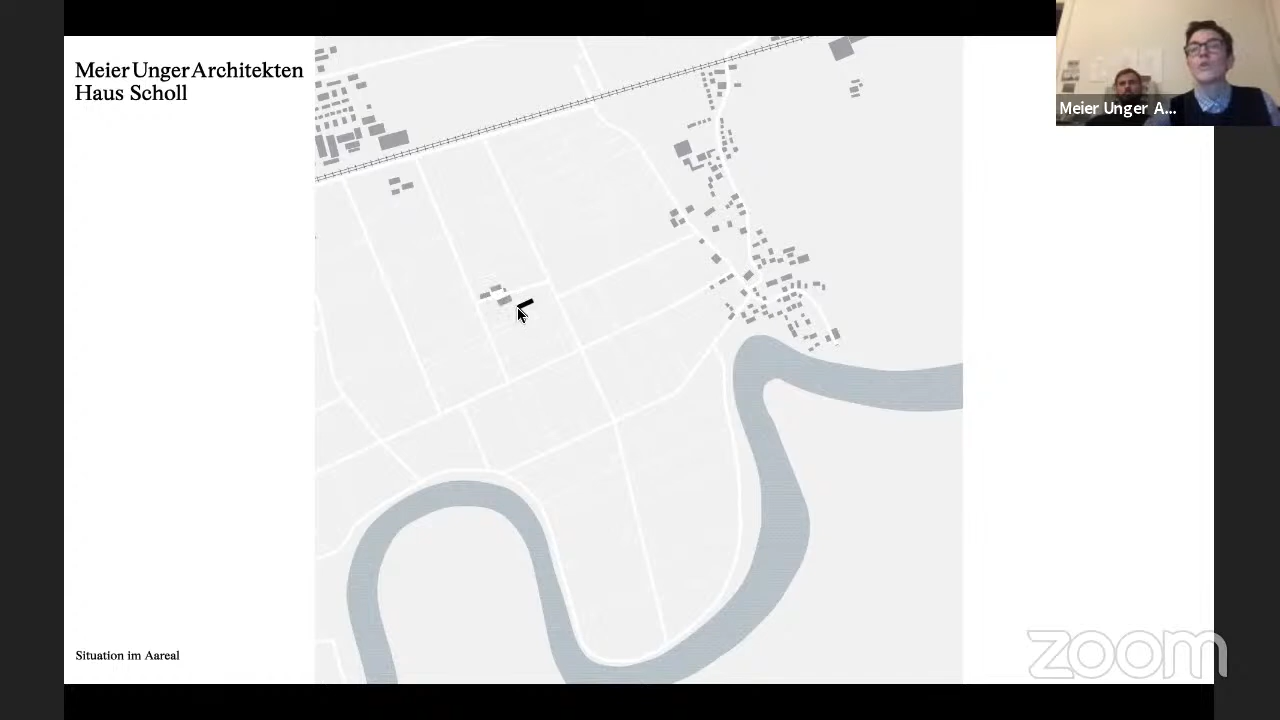 Meier Unger Architekten
Haus Scholl
Meier Unger A...
Situation im Aareal
zoom